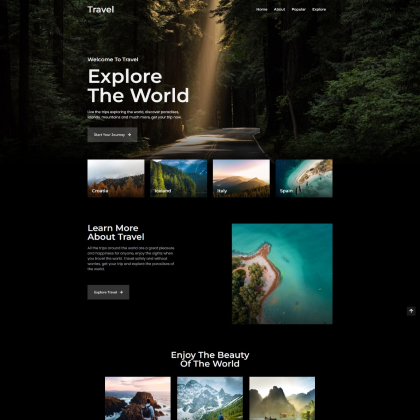 Travel
Home About Popular Explore
Welcome To Travel
Explore
The World
Live the trips exploring the world, discover paradises,
islands, mountains and much more, get your trip now.
Start Your Journey
Croatia
Iceland
Italy
Spain
Learn More
About Travel
All the trips around the world are a great pleasure
and happiness for anyone, enjoy the sights when
you travel the world. Travel safely and without
worries, get your trip and explore the paradises of
the world.
Explore Travel
Enjoy The Beauty
Of The World